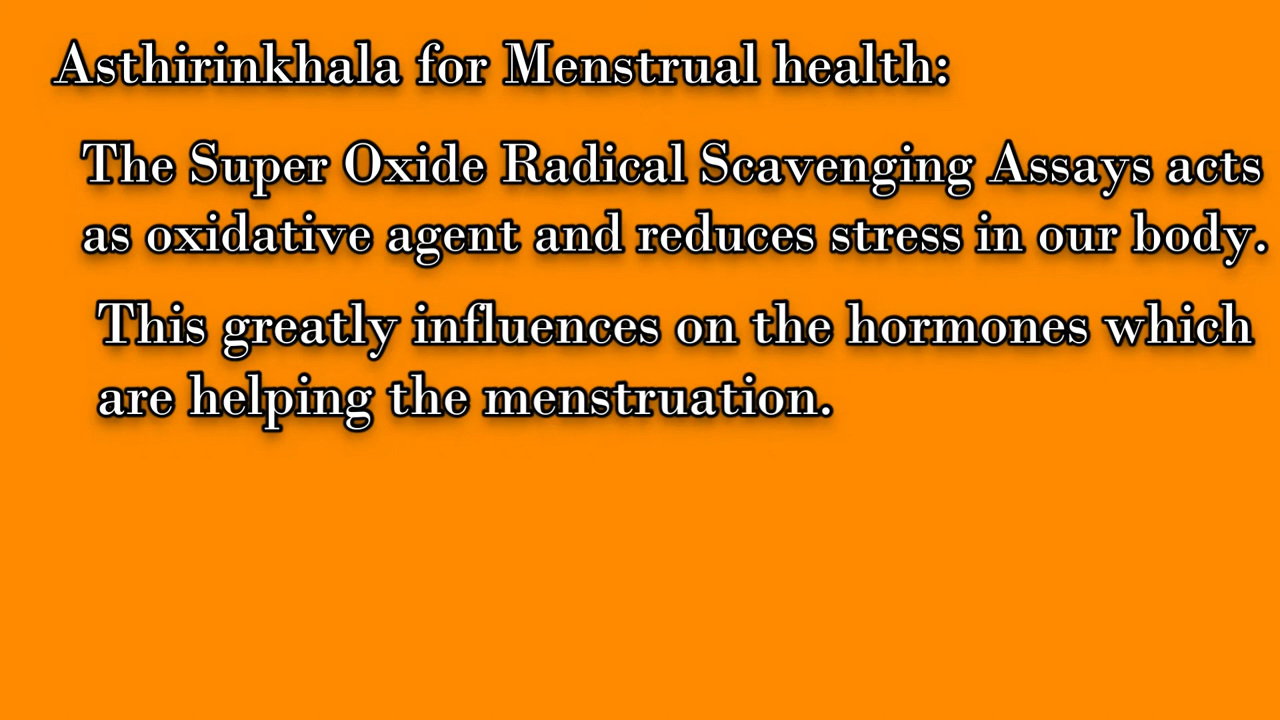 Asthirinkhala for Menstrual health:
The Super Oxide Radical Scavenging Assays acts
as oxidative agent and reduces stress in our body.
This greatly influences on the hormones which
are helping the menstruation.